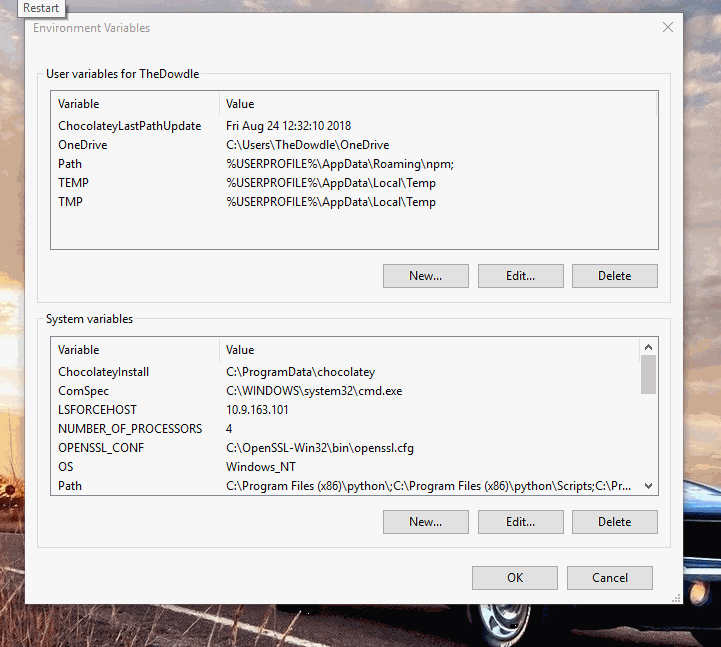 Restart
Environment Variables
User variables for TheDowdle
Variable Value
ChocolateyLastPathUpdate Fri Aug 24 12:32:10 2018
OneDrive C:\Users\TheDowdle\OneDrive
Path %USERPROFILE%\AppData\Roaming\npm;
TEMP %USERPROFILE%\AppData\Local\Temp
TMP %USERPROFILE%\AppData\Local\Temp
New... Edit... Delete
System variables
Variable Value
ChocolateyInstall C:\ProgramData\chocolatey
ComSpec C:\WINDOWS\system32\cmd.exe
LSFORCEHOST 10.9.163.101
NUMBER_OF_PROCESSORS 4
OPENSSL_CONF C:\OpenSSL-Win32\bin\openssl.cfg
OS Windows_NT
Path C:\Program Files (x86)\python\;C:\Program Files (x86)\python\Scripts;C:\Pr...
New... Edit... Delete
OK Cancel